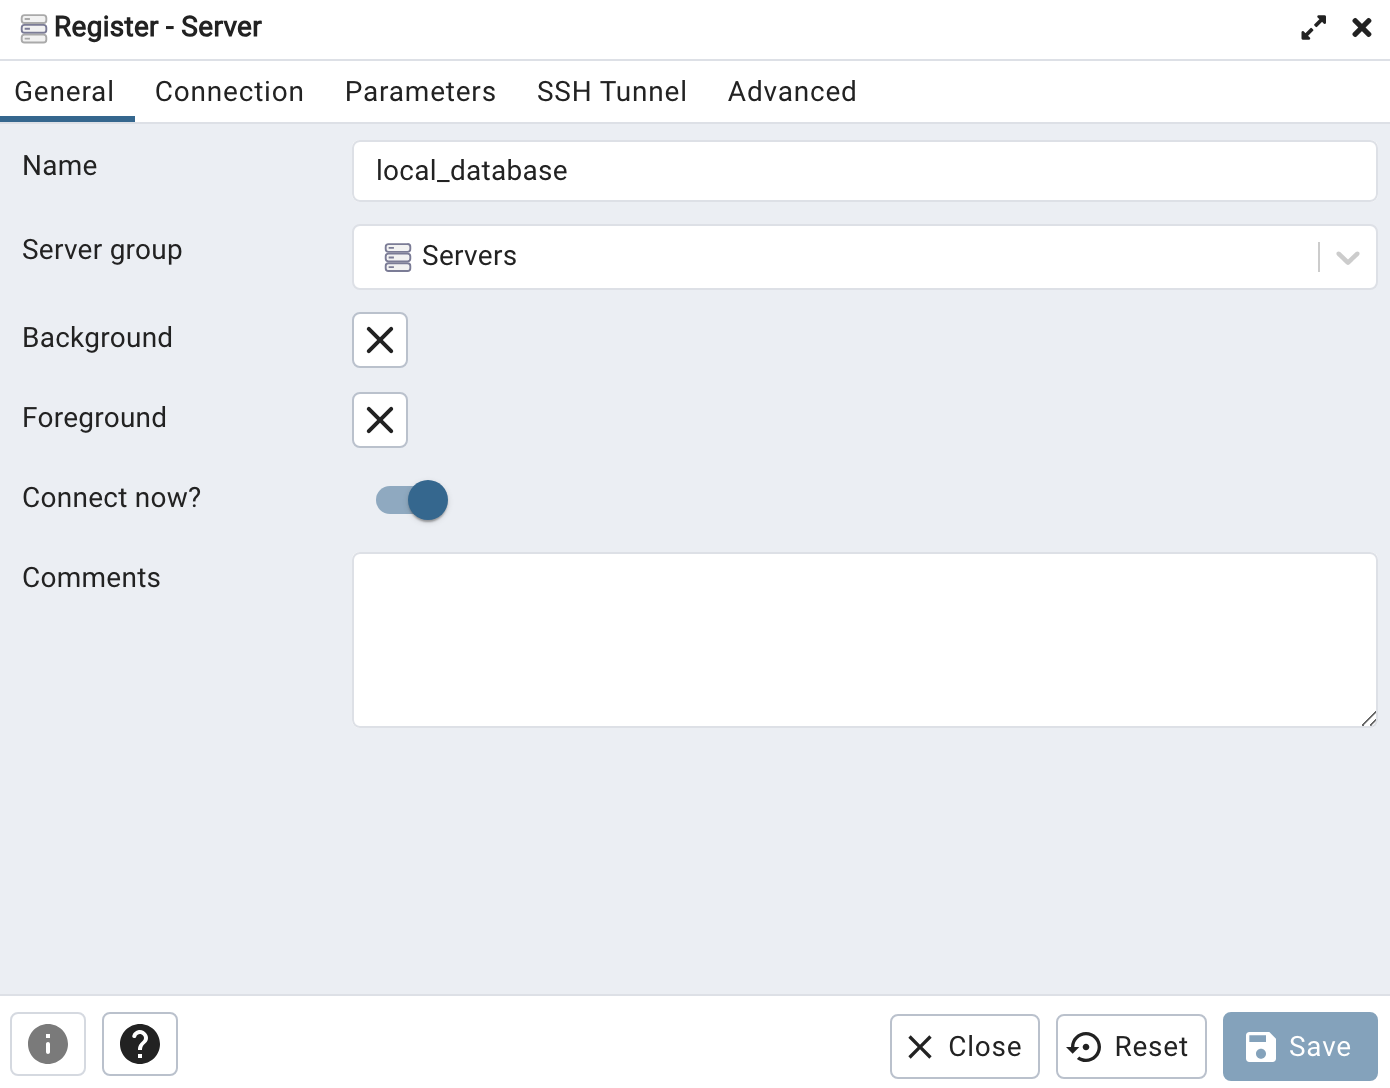 Register - Server
General Connection Parameters SSH Tunnel Advanced
Name local_database
Server group Servers
Background
Foreground
Connect now?
Comments
Close Reset Save